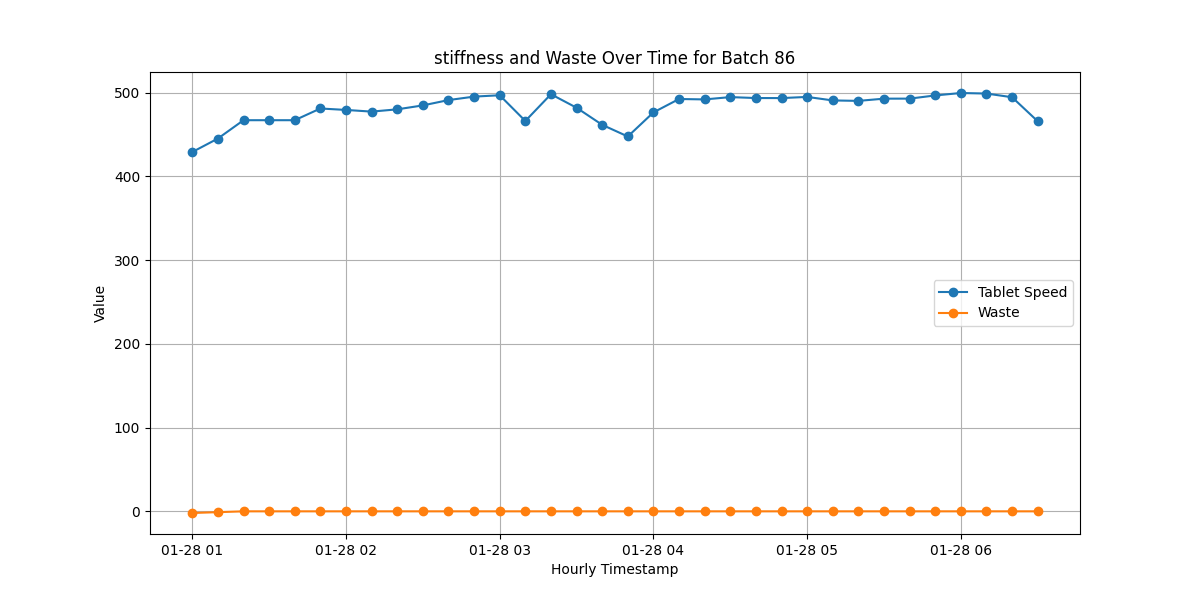 stiffness and Waste Over Time for Batch 86
500
400
300
200
100
0
Value
Tablet Speed
Waste
01-28 01
01-28 02
01-28 03
01-28 04
01-28 05
01-28 06
Hourly Timestamp